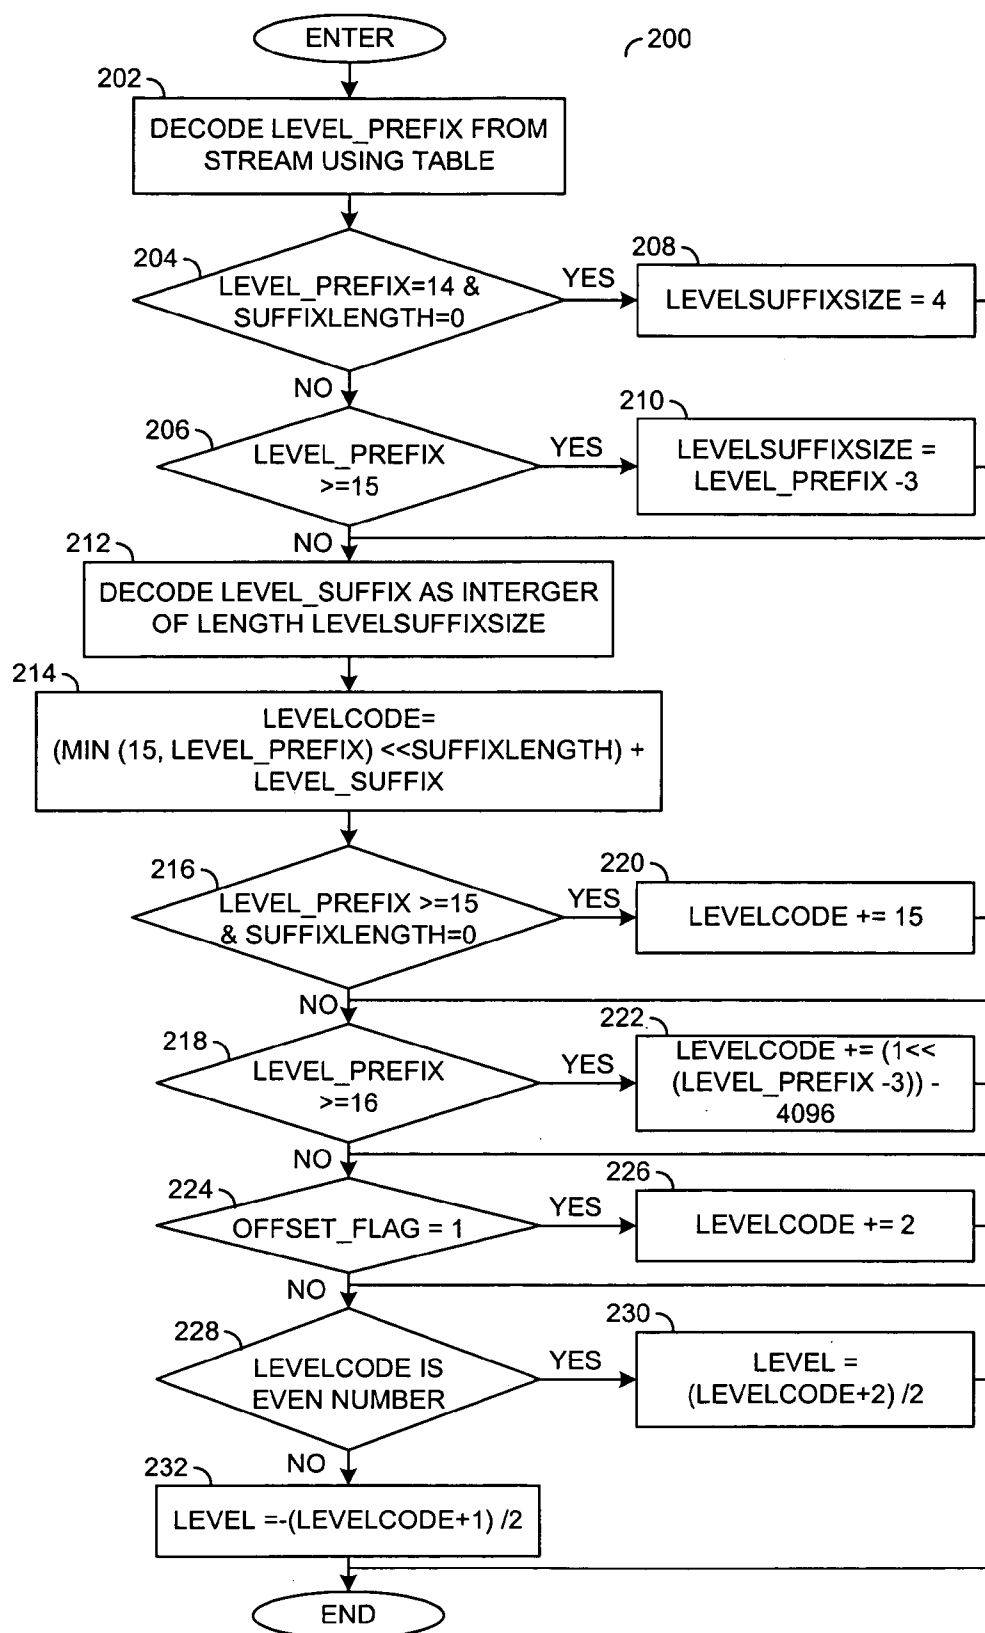 ENTER
200
202
DECODE LEVEL_PREFIX FROM
STREAM USING TABLE
204
LEVEL_PREFIX=14 &
SUFFIXLENGTH=0
YES
208
LEVELSUFFIXSIZE = 4
NO
206
LEVEL_PREFIX
>=15
YES
210
LEVELSUFFIXSIZE =
LEVEL_PREFIX -3
NO
212
DECODE LEVEL_SUFFIX AS INTERGER
OF LENGTH LEVELSUFFIXSIZE
214
LEVELCODE=
(MIN (15, LEVEL_PREFIX) <<SUFFIXLENGTH) +
LEVEL_SUFFIX
216
LEVEL_PREFIX >=15
& SUFFIXLENGTH=0
YES
220
LEVELCODE += 15
NO
218
LEVEL_PREFIX
>=16
YES
222
LEVELCODE += (1<<
(LEVEL_PREFIX -3)) -
4096
NO
224
OFFSET_FLAG = 1
YES
226
LEVELCODE += 2
NO
228
LEVELCODE IS
EVEN NUMBER
YES
230
LEVEL =
(LEVELCODE+2) /2
NO
232
LEVEL =-(LEVELCODE+1) /2
END